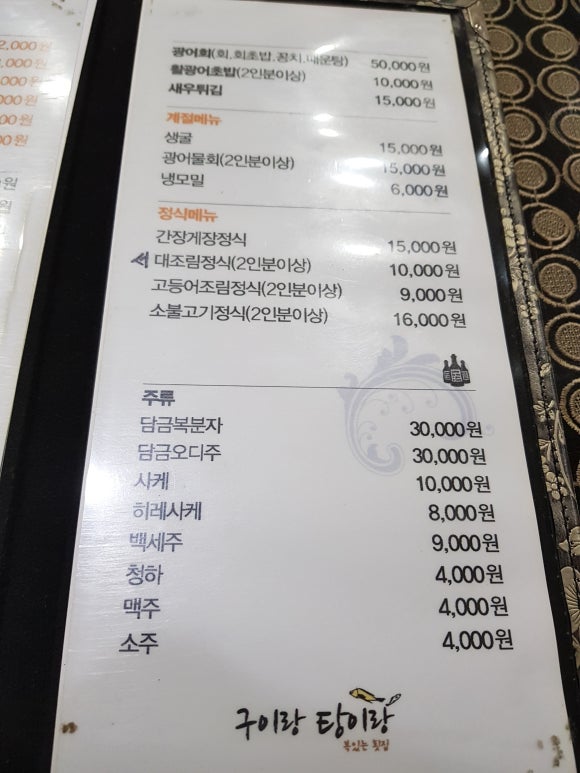 광어회(회.회초밥.꽁치.매운탕) 50,000원
활광어초밥(2인분이상) 10,000원
새우튀김 15,000원
계절메뉴
생굴 15,000원
광어물회(2인분이상) 15,000원
냉모밀 6,000원
정식메뉴
간장게장정식 15,000원
서대조림정식(2인분이상) 10,000원
고등어조림정식(2인분이상) 9,000원
소불고기정식(2인분이상) 16,000원
주류
담금복분자 30,000원
담금오디주 30,000원
사케 10,000원
히레사케 8,000원
백세주 9,000원
청하 4,000원
맥주 4,000원
소주 4,000원
구이랑 탕이랑
복있는 횟집